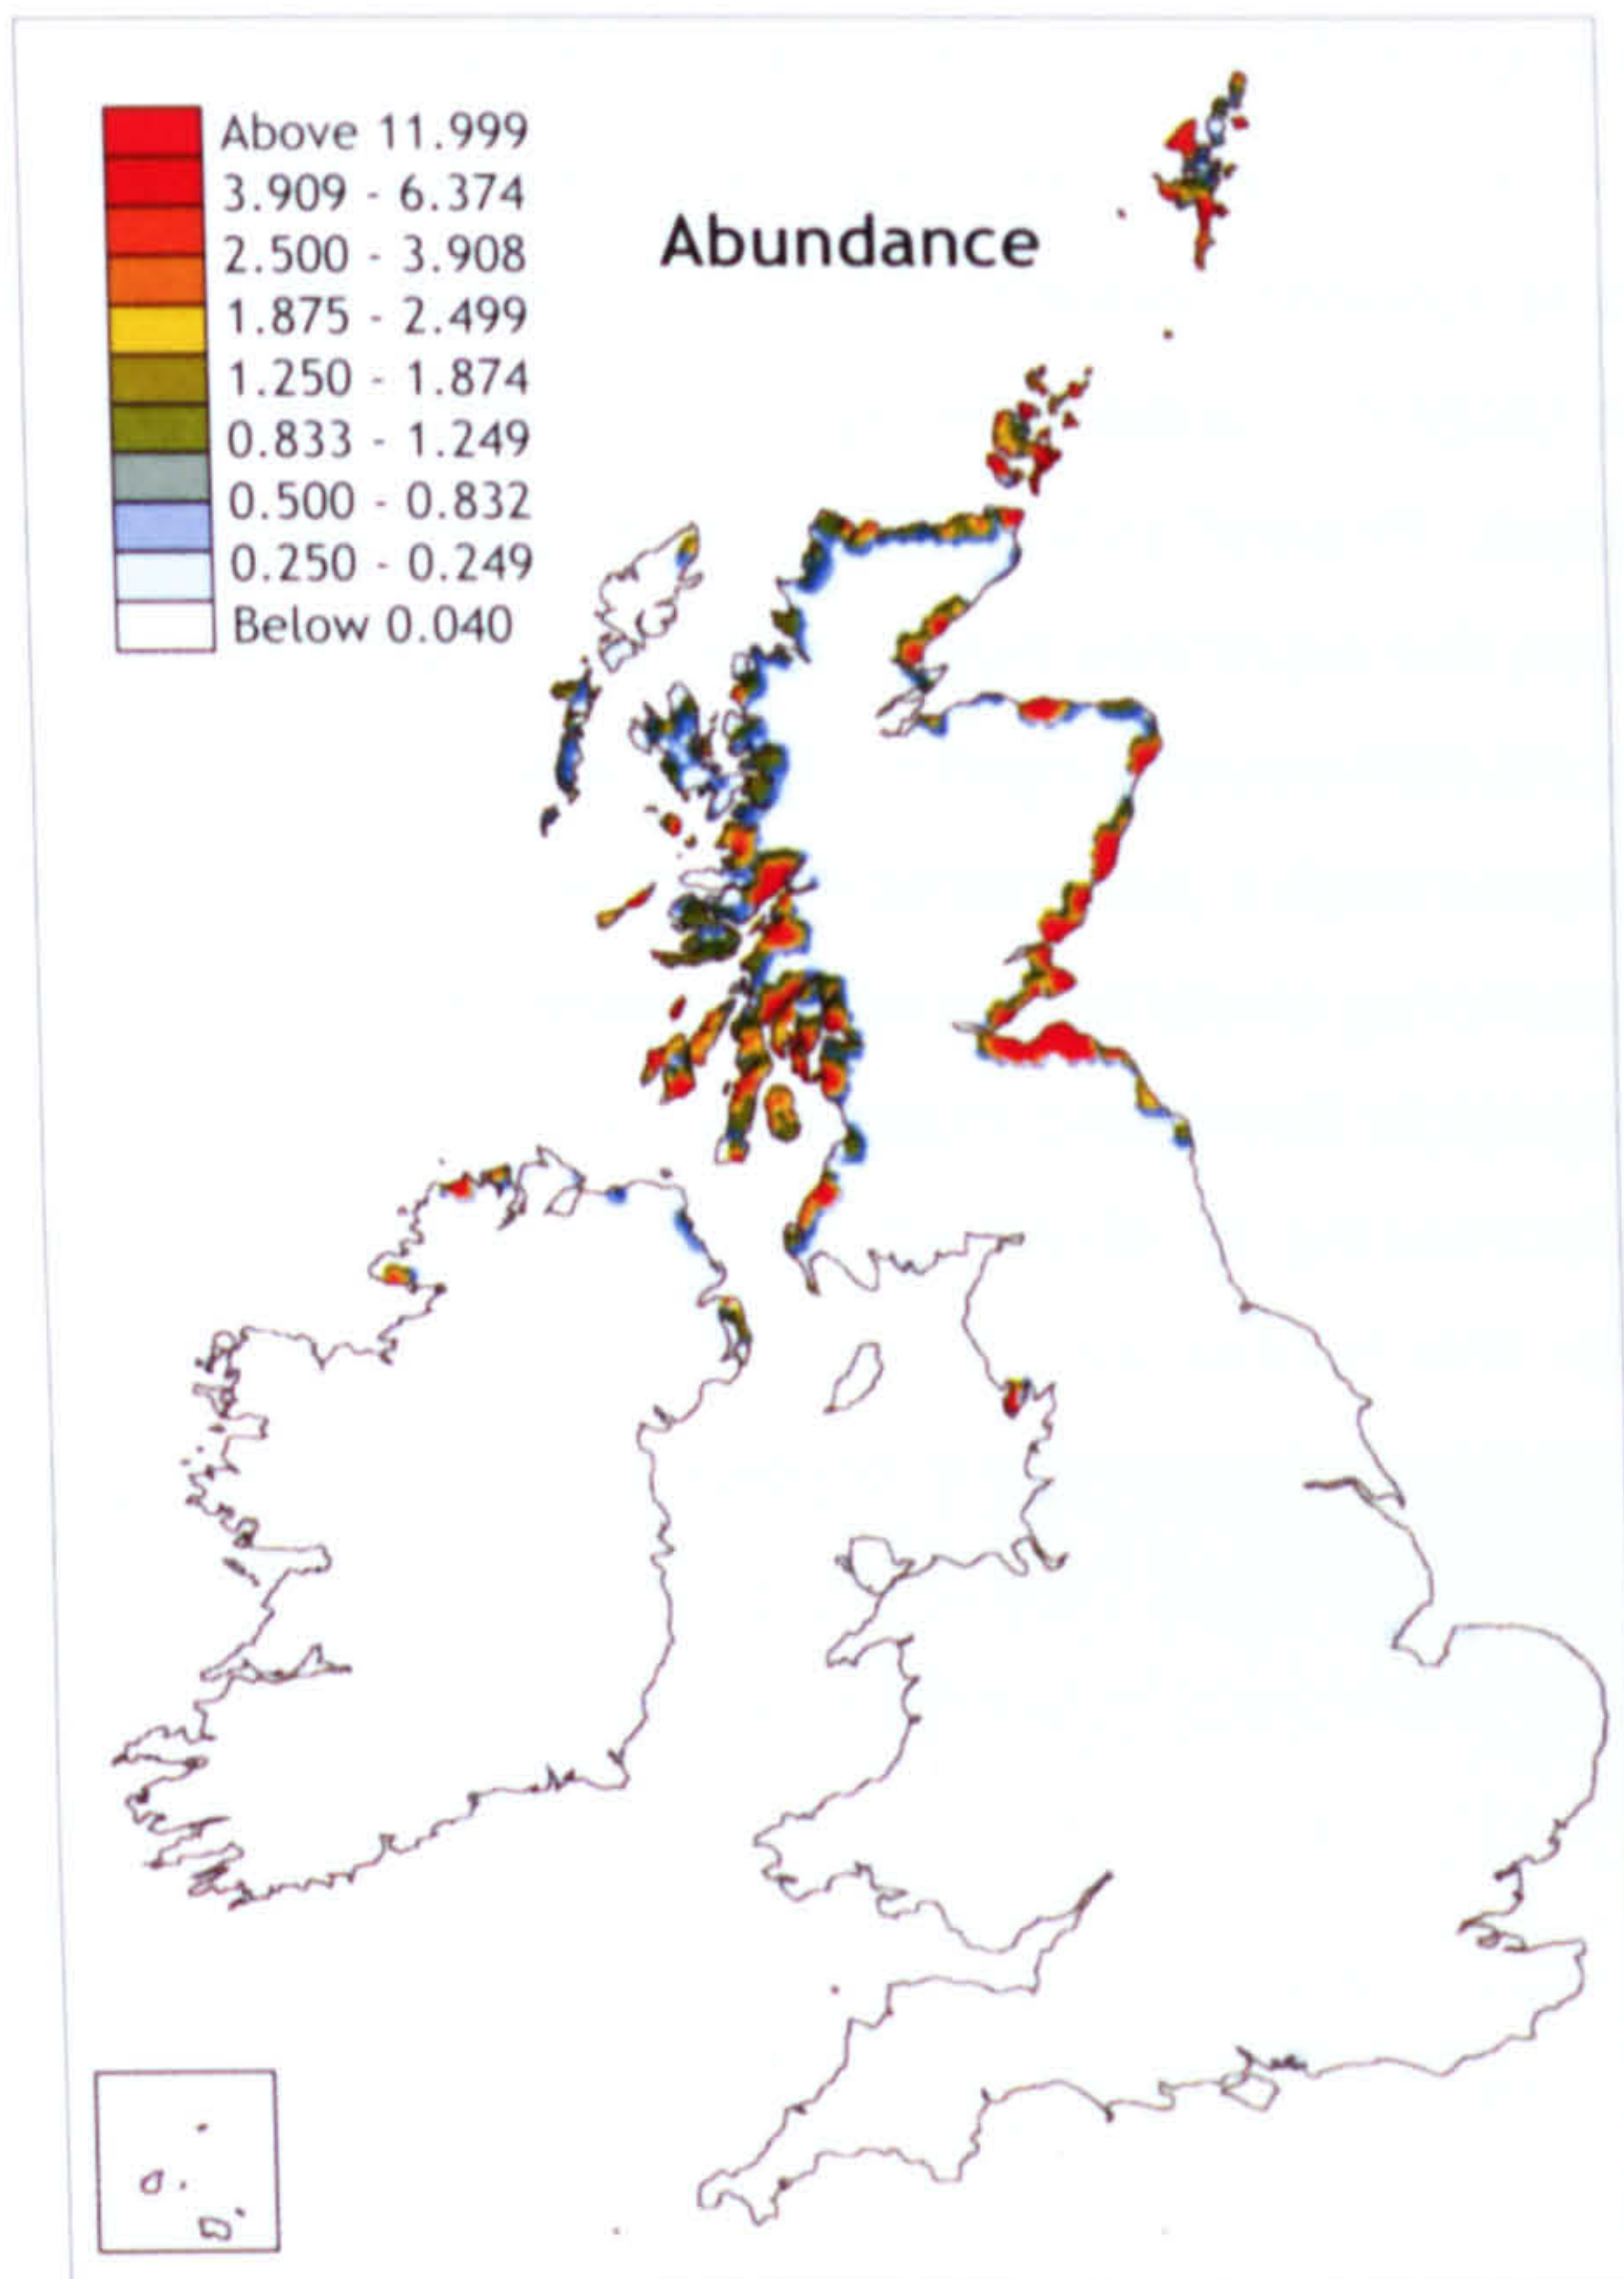 Above 11.999
3.909 - 6.374
Abundance
2.500 - 3.908
1.875 - 2.499
1.250 - 1.874
0.833 - 1.249
0.500 - 0.832
0.250 - 0.249
Below 0.040